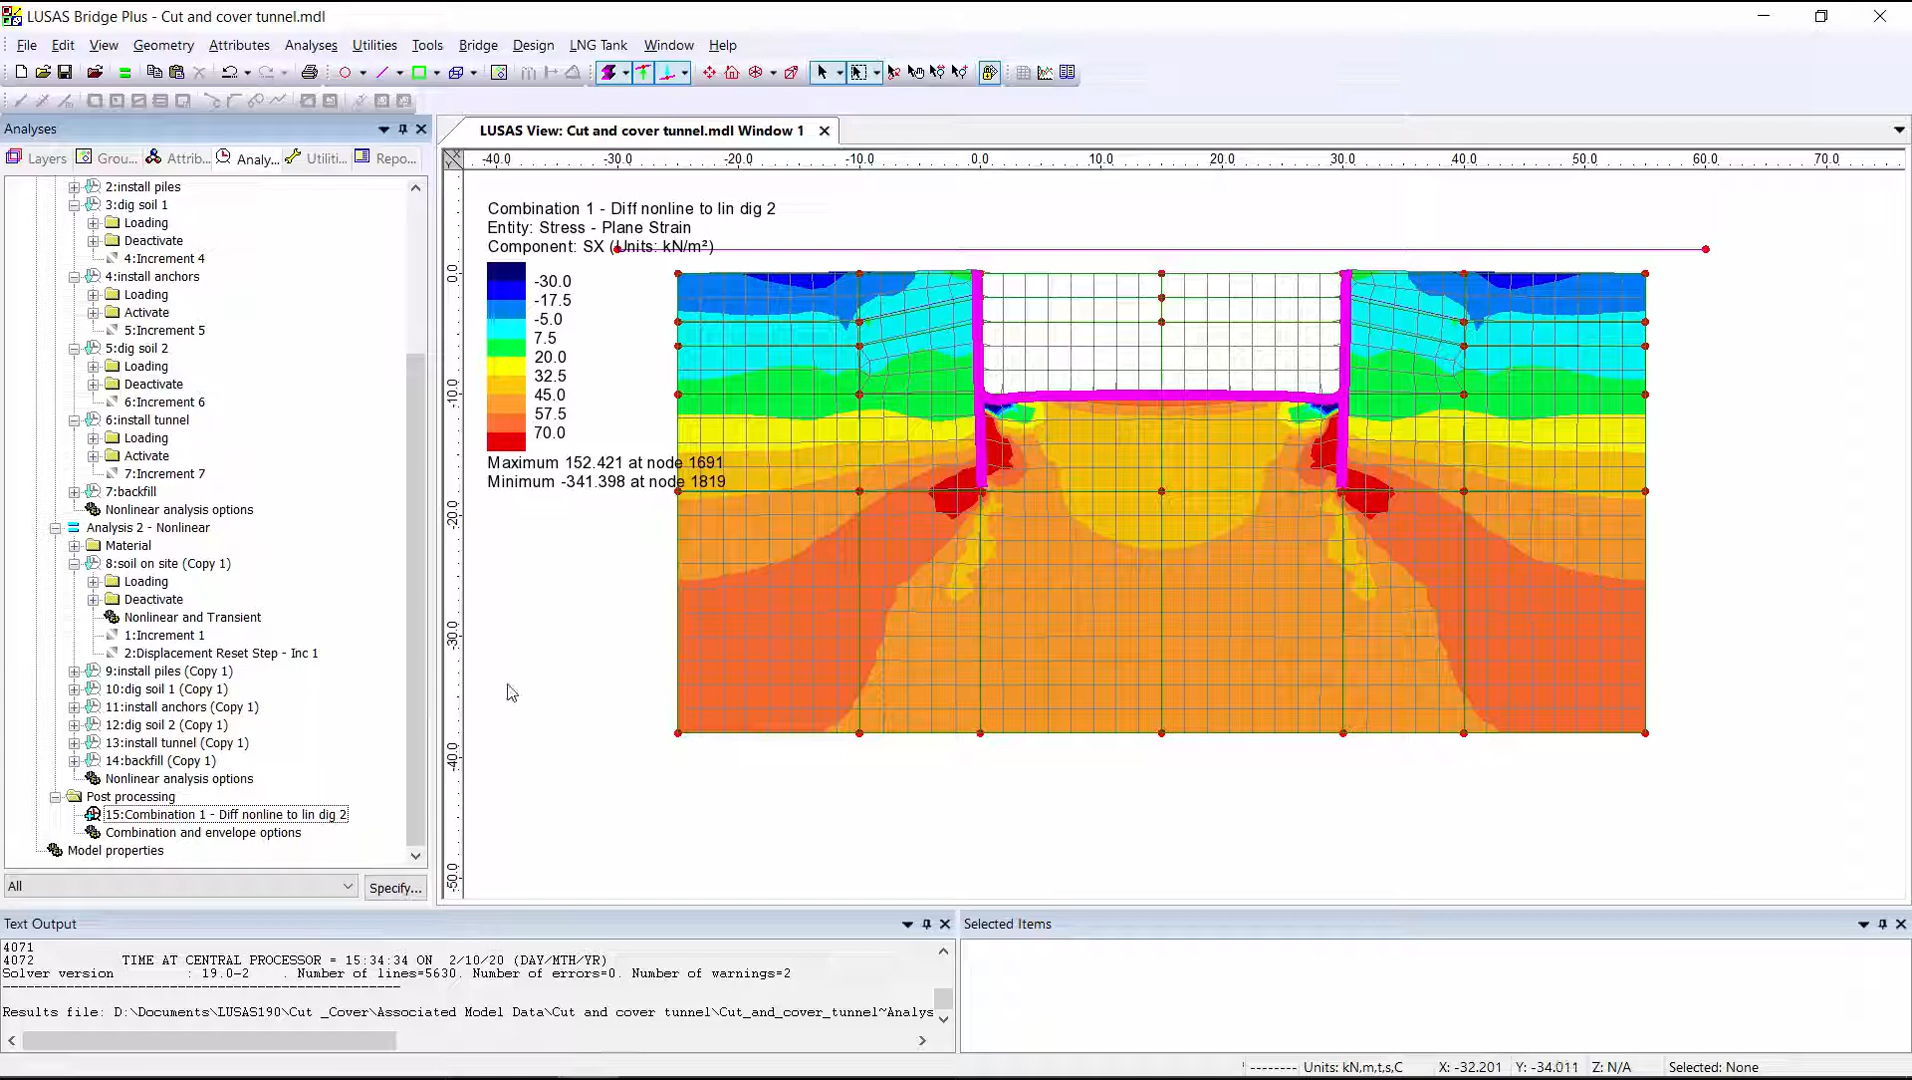 LUSAS Bridge Plus - Cut and cover tunnel.mdl
File Edit View Geometry Attributes Analyses Utilities Tools Bridge Design LNG Tank Window Help
Analyses
Layers Grou... Attrib... Analy... Utiliti... Repo...
2:install piles
3:dig soil 1
Loading
Deactivate
4:Increment 4
4:install anchors
Loading
Activate
5:Increment 5
5:dig soil 2
Loading
Deactivate
6:Increment 6
6:install tunnel
Loading
Activate
7:Increment 7
7:backfill
Nonlinear analysis options
Analysis 2 - Nonlinear
Material
8:soil on site (Copy 1)
Loading
Deactivate
Nonlinear and Transient
1:Increment 1
2:Displacement Reset Step - Inc 1
9:install piles (Copy 1)
10:dig soil 1 (Copy 1)
11:install anchors (Copy 1)
12:dig soil 2 (Copy 1)
13:install tunnel (Copy 1)
14:backfill (Copy 1)
Nonlinear analysis options
Post processing
15:Combination 1 - Diff nonline to lin dig 2
Combination and envelope options
Model properties
All
Specify...
LUSAS View: Cut and cover tunnel.mdl Window 1
X
Y
-40.0 -30.0 -20.0 -10.0 0.0 10.0 20.0 30.0 40.0 50.0 60.0 70.0
0.0
-10.0
-20.0
-30.0
-40.0
-50.0
Combination 1 - Diff nonline to lin dig 2
Entity: Stress - Plane Strain
Component: SX (Units: kN/m²)
-30.0
-17.5
-5.0
7.5
20.0
32.5
45.0
57.5
70.0
Maximum 152.421 at node 1691
Minimum -341.398 at node 1819
Text Output
4071
4072 TIME AT CENTRAL PROCESSOR = 15:34:34 ON 2/10/20 (DAY/MTH/YR)
Solver version : 19.0-2 . Number of lines=5630. Number of errors=0. Number of warnings=2
--------------------------------------------
Results file: D:\Documents\LUSAS190\Cut _Cover\Associated Model Data\Cut and cover tunnel\Cut_and_cover_tunnel~Analys
Selected Items
Units: kN,m,t,s,C X: -32.201 Y: -34.011 Z: N/A Selected: None